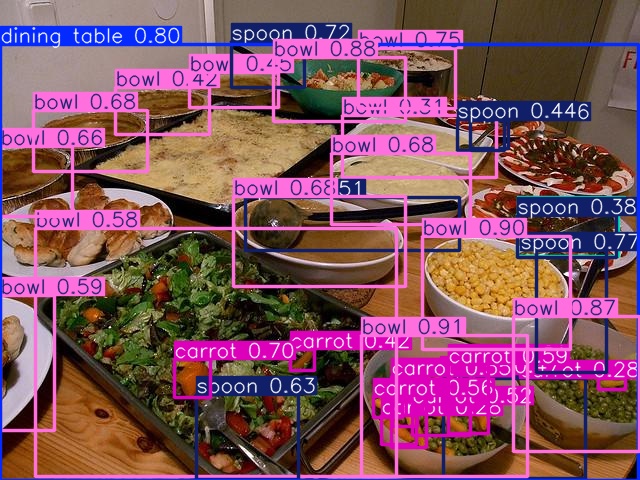 dining table 0.80
spoon 0.72
bowl 0.75
bowl 0.88
bowl 0.45
bowl 0.42
bowl 0.68
bowl 0.31
spoon 0.446
bowl 0.66
bowl 0.68
bowl 0.6851
spoon 0.38
bowl 0.58
bowl 0.90
spoon 0.77
bowl 0.59
bowl 0.87
bowl 0.91
carrot 0.42
carrot 0.70
carrot 0.59
0.28
spoon 0.63
carrot 0.56
0.52
carrot 0.28
F